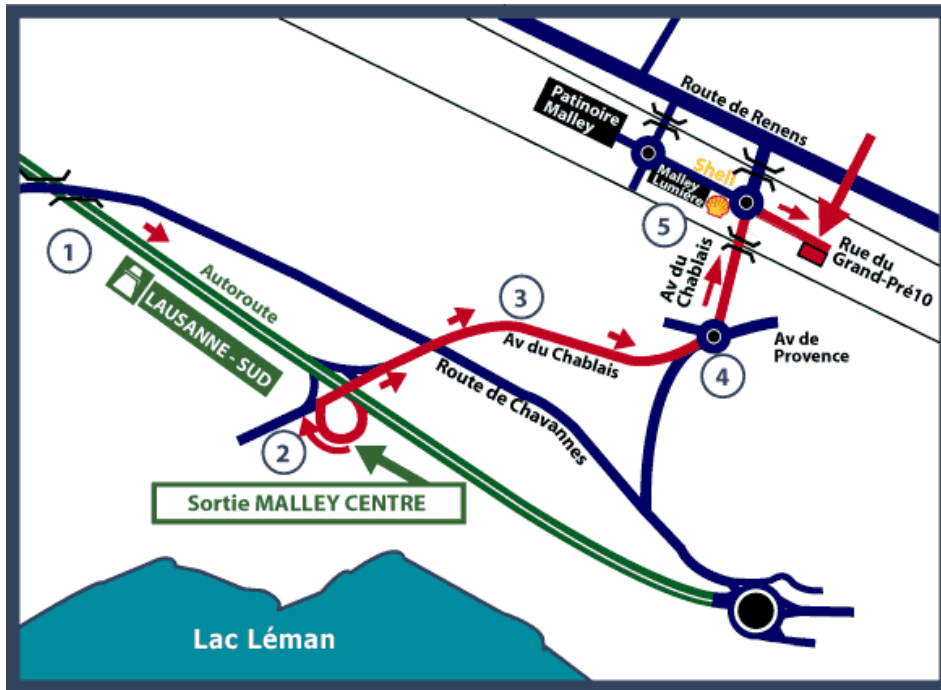 Route de Renens
Patinoire
Malley
Shell
Malley
Lumière
5
Rue du
Grand-Pré10
Av du
Chablais
1
Autoroute
LAUSANNE - SUD
3
Av du Chablais
Av de
Provence
4
Route de Chavannes
2
Sortie MALLEY CENTRE
Lac Léman